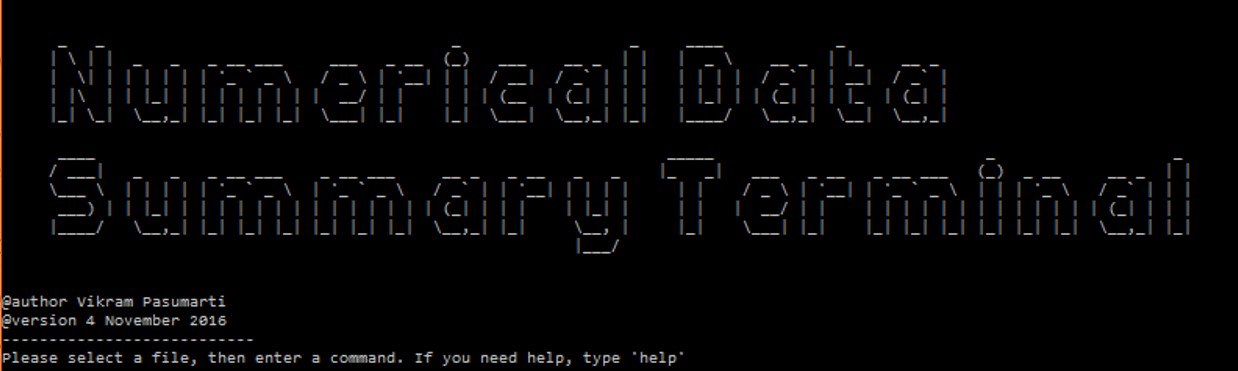 Numerical Data
Summary Terminal
@author Vikram Pasumarti
@version 4 November 2016
---------------------------
Please select a file, then enter a command. If you need help, type 'help'